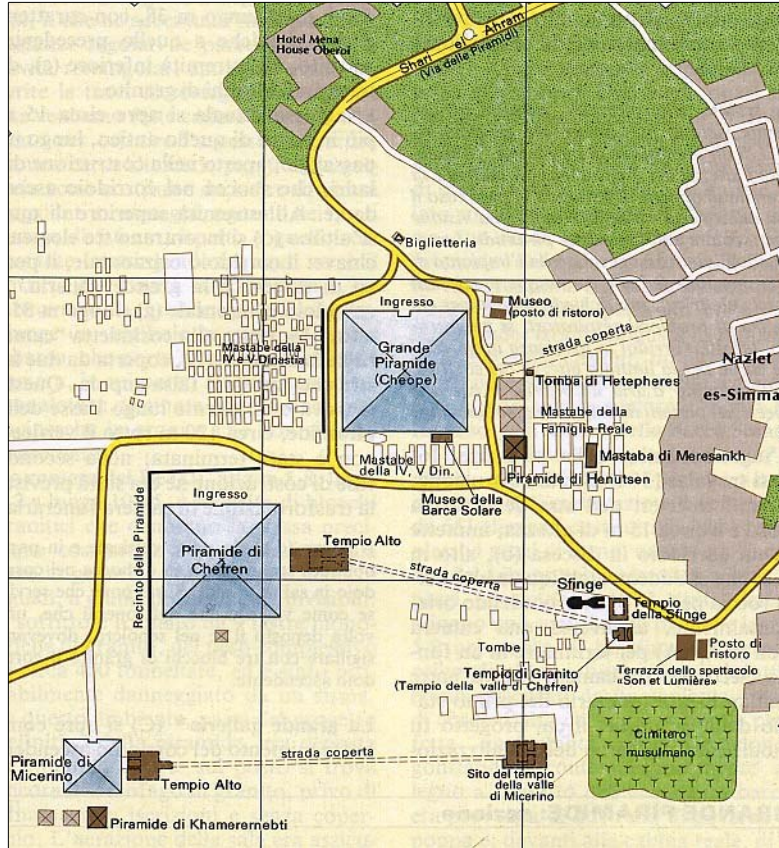 Hotel Mena
House Oberoi
Shari el Ahram
(Via delle Piramidi)
Biglietteria
Ingresso
Museo
(posto di ristoro)
strada coperta
Mastabe della
IV e V Dinastia
Grande
Piramide
(Cheope)
Nazlet
es-Simma
Tomba di Hetepheres
Mastabe della
Famiglia Reale
Mastabe
della IV, V Din.
Mastaba di Meresankh
Piramide di Henutsen
Museo della
Barca Solare
Ingresso
Recinto della Piramide
Piramide di
Chefren
Tempio Alto
strada coperta
Sfinge
Tempio
della Sfinge
Tombe
Tempio di Granito
(Tempio della valle di Chefren)
Posto di
ristoro
Terrazza dello spettacolo
«Son et Lumière»
Cimitero
musulmano
Piramide di
Micerino
strada coperta
Tempio Alto
Sito del tempio
della valle
di Micerino
Piramide di Khamerernebti